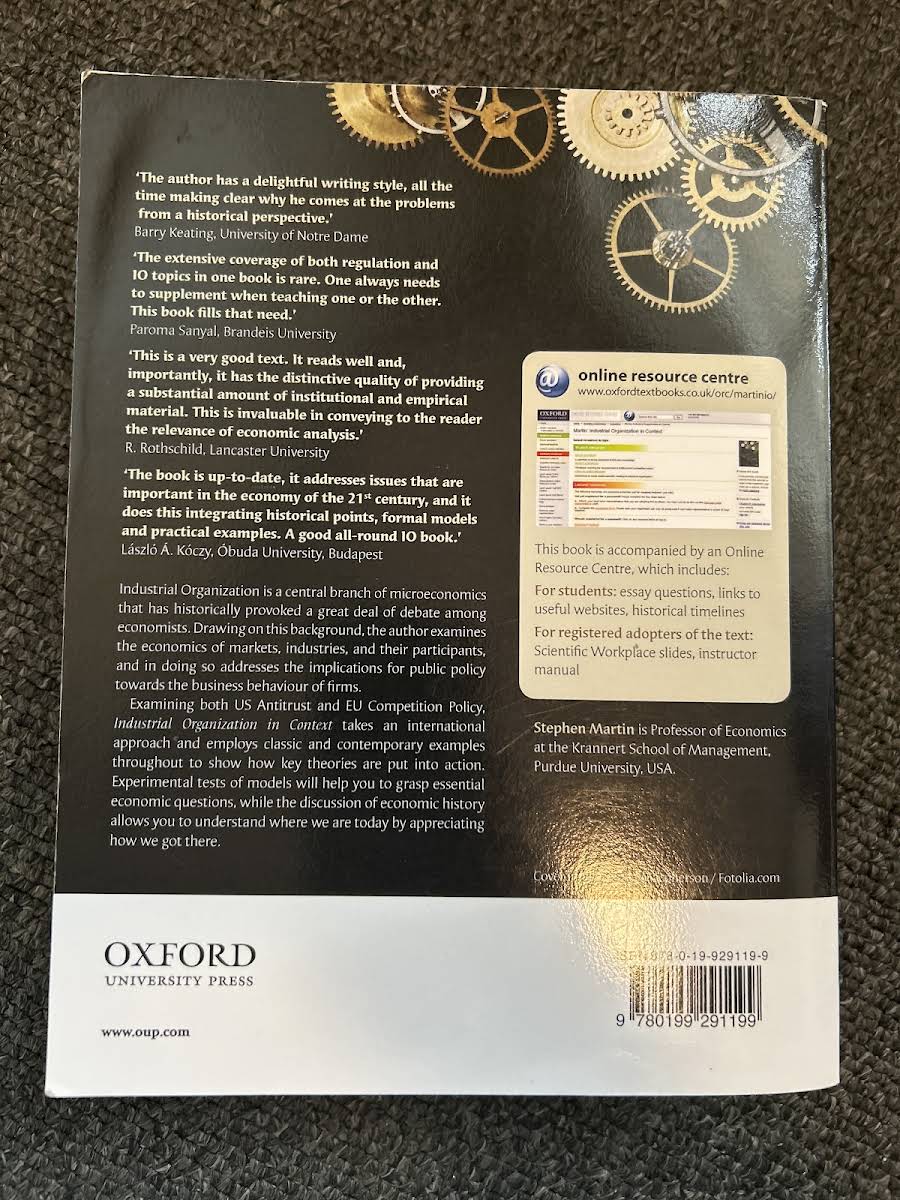 'The author has a delightful writing style, all the
time making clear why he comes at the problems
from a historical perspective.'
Barry Keating, University of Notre Dame
'The extensive coverage of both regulation and
IO topics in one book is rare. One always needs
to supplement when teaching one or the other.
This book fills that need.'
Paroma Sanyal, Brandeis University
'This is a very good text. It reads well and,
importantly, it has the distinctive quality of providing
a substantial amount of institutional and empirical
material. This is invaluable in conveying to the reader
the relevance of economic analysis.'
R. Rothschild, Lancaster University
'The book is up-to-date, it addresses issues that are
important in the economy of the 21st century, and it
does this integrating historical points, formal models
and practical examples. A good all-round IO book.'
László Á. Kóczy, Óbuda University, Budapest
Industrial Organization is a central branch of microeconomics
that has historically provoked a great deal of debate among
economists. Drawing on this background, the author examines
the economics of markets, industries, and their participants,
and in doing so addresses the implications for public policy
towards the business behaviour of firms.
Examining both US Antitrust and EU Competition Policy,
Industrial Organization in Context takes an international
approach and employs classic and contemporary examples
throughout to show how key theories are put into action.
Experimental tests of models will help you to grasp essential
economic questions, while the discussion of economic history
allows you to understand where we are today by appreciating
how we got there.
@ online resource centre
www.oxfordtextbooks.co.uk/orc/martinio/
OXFORD
Martin: Industrial Organization in Context
This book is accompanied by an Online
Resource Centre, which includes:
For students: essay questions, links to
useful websites, historical timelines
For registered adopters of the text:
Scientific Workplace slides, instructor
manual
Stephen Martin is Professor of Economics
at the Krannert School of Management,
Purdue University, USA.
/ Fotolia.com
OXFORD
UNIVERSITY PRESS
www.oup.com
ISBN 978-0-19-929119-9
9 780199 291199